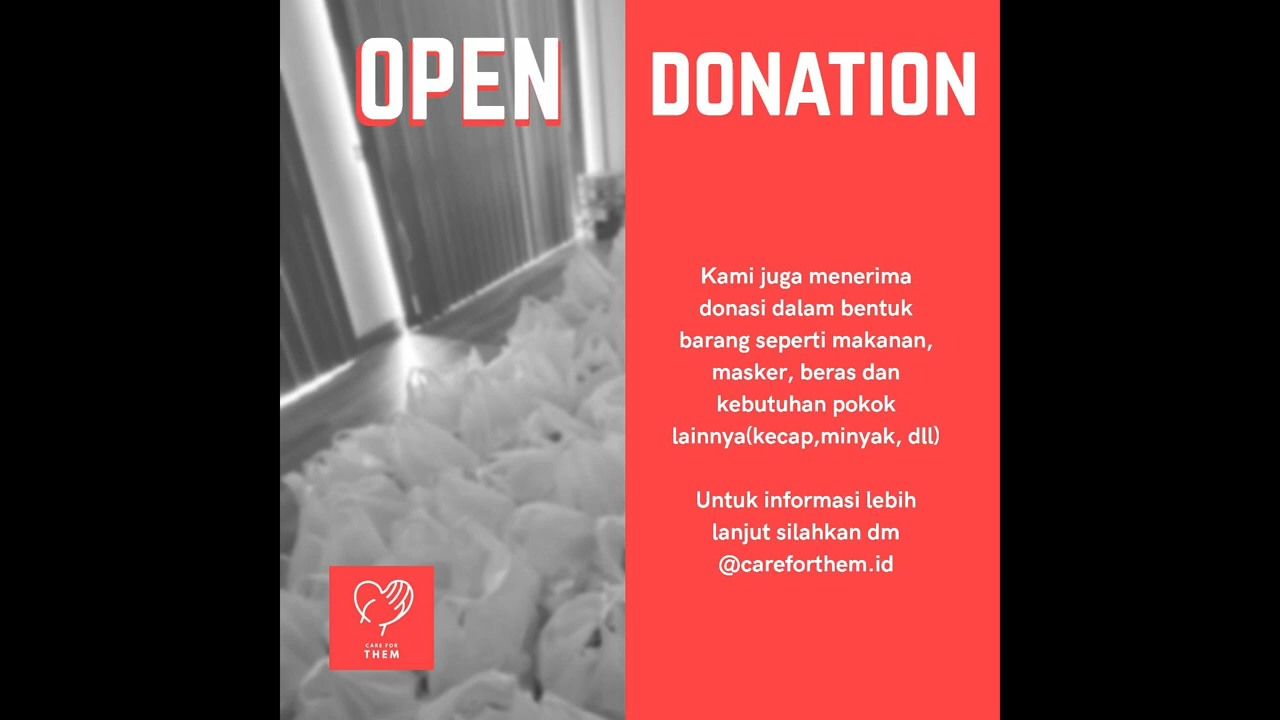 OPEN DONATION
Kami juga menerima
donasi dalam bentuk
barang seperti makanan,
masker, beras dan
kebutuhan pokok
lainnya(kecap,minyak, dll)
Untuk informasi lebih
lanjut silahkan dm
@careforthem.id
CARE FOR
THEM